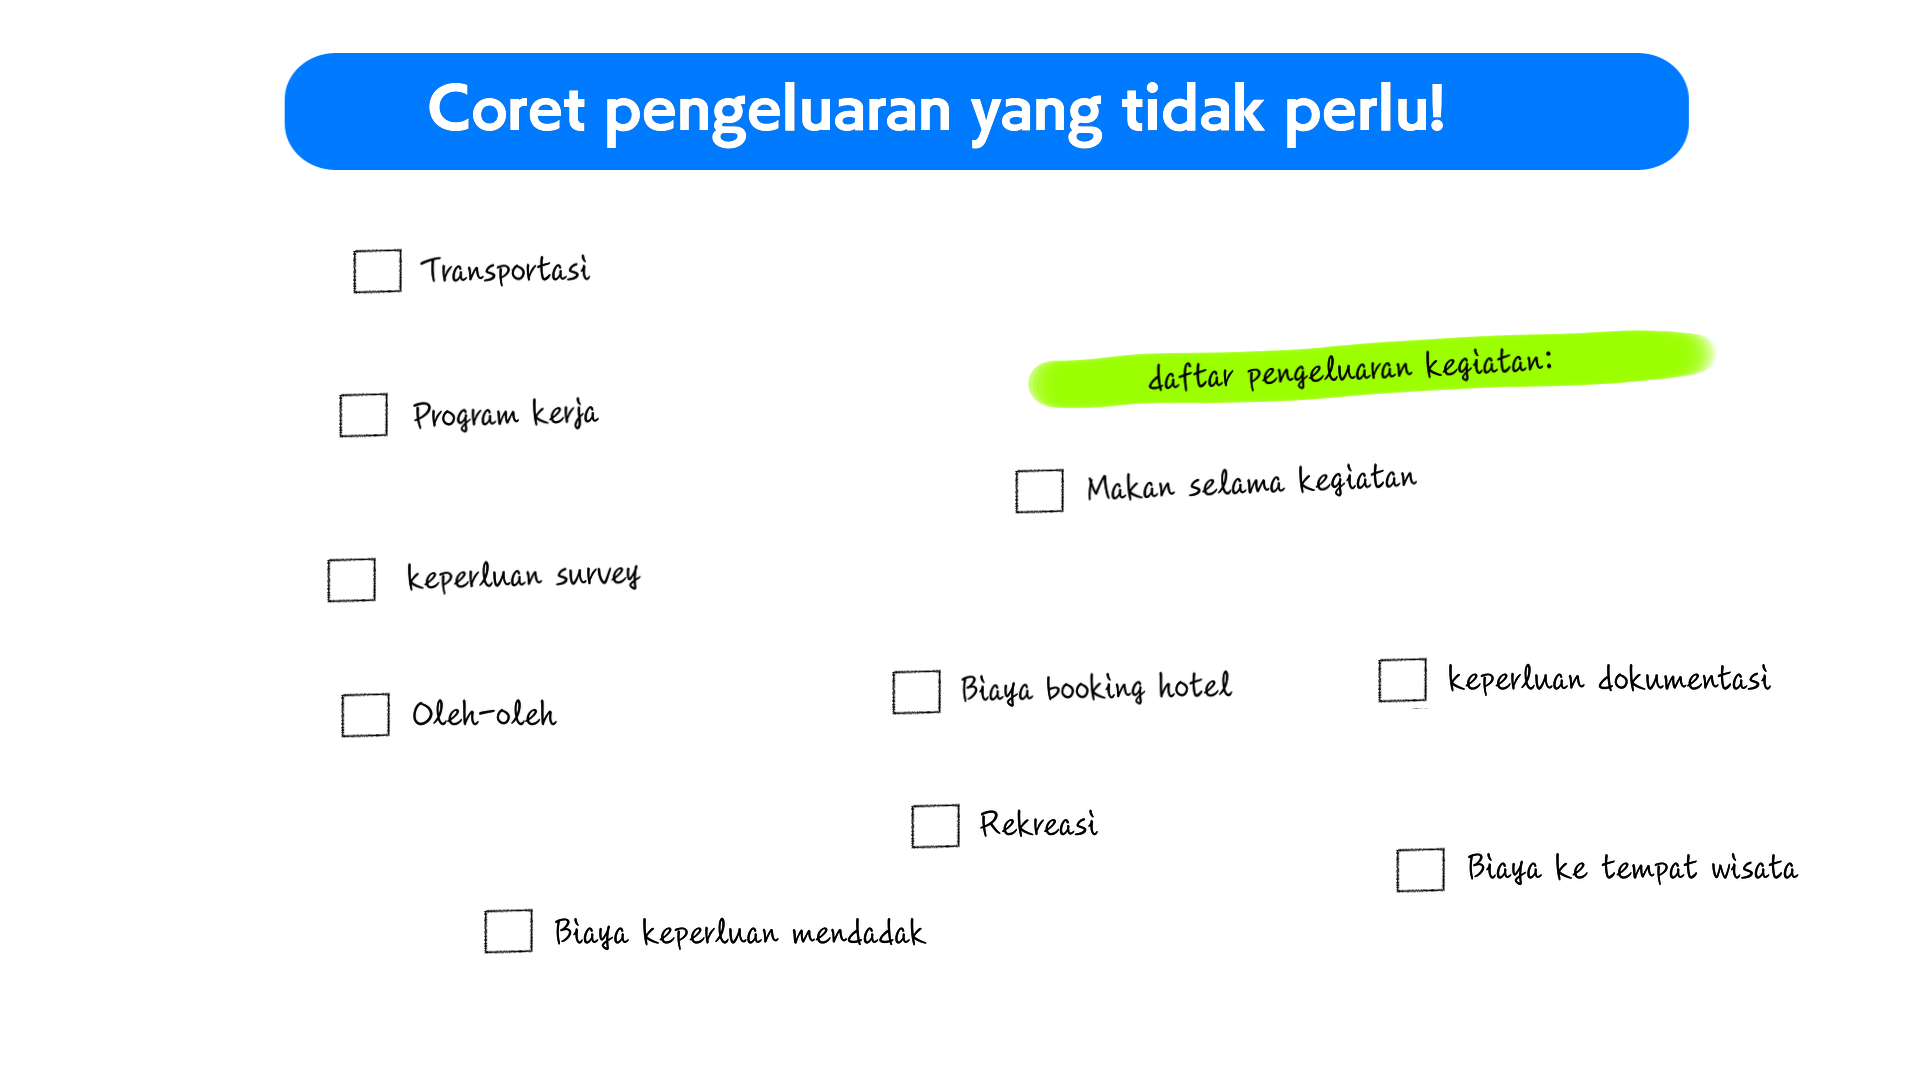 Coret pengeluaran yang tidak perlu!
Transportasi
Program kerja
keperluan survey
Oleh-oleh
daftar pengeluaran kegiatan:
Makan selama kegiatan
Biaya booking hotel
keperluan dokumentasi
Rekreasi
Biaya ke tempat wisata
Biaya keperluan mendadak